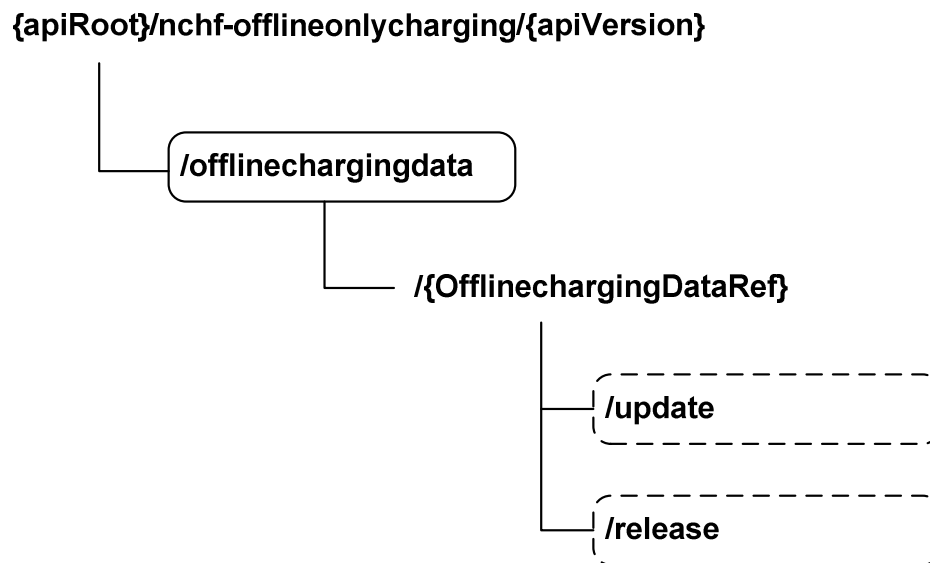 {apiRoot}/nchf-offlineonlycharging/{apiVersion}
/offlinechargingdata
/{OfflinechargingDataRef}
/update
/release